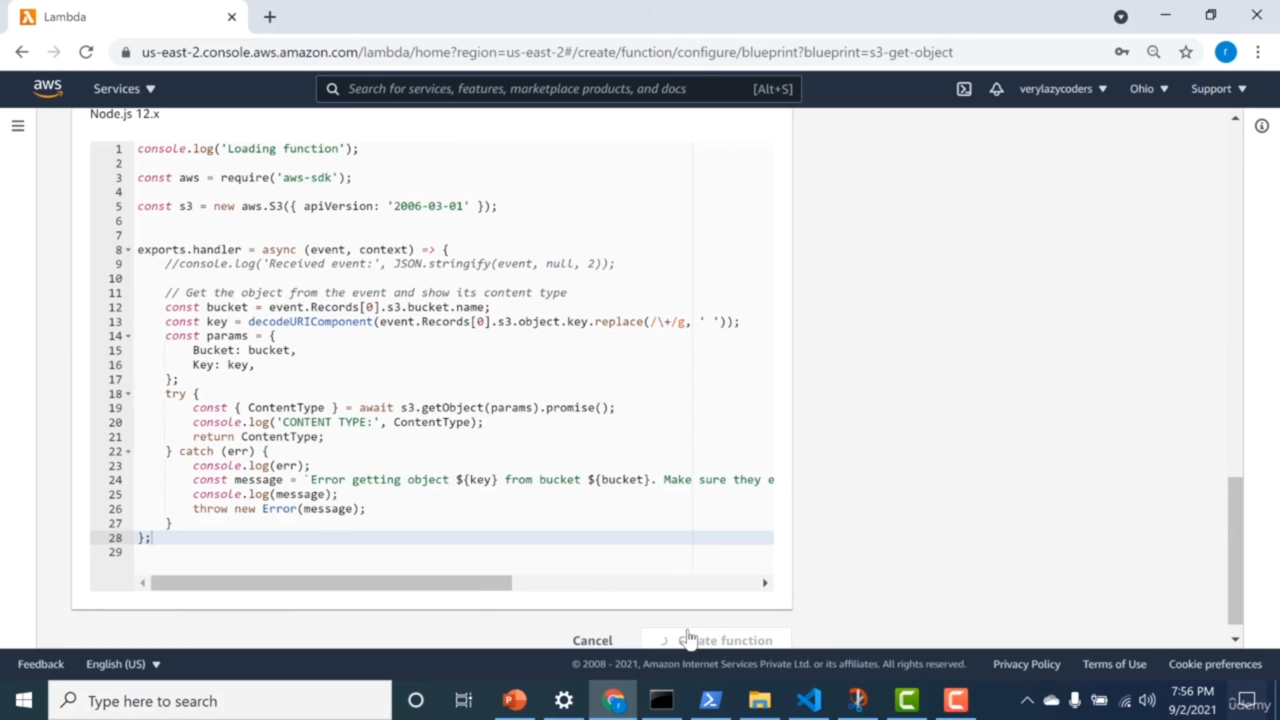 Lambda
us-east-2.console.aws.amazon.com/lambda/home?region=us-east-2#/create/function/configure/blueprint?blueprint=s3-get-object
r
aws Services Search for services, features, marketplace products, and docs [Alt+S] verylazycoders Ohio Support
Node.js 12.x
1 console.log('Loading function');
2
3 const aws = require('aws-sdk');
4
5 const s3 = new aws.S3({ apiVersion: '2006-03-01' });
6
7
8 exports.handler = async (event, context) => {
9 //console.log('Received event:', JSON.stringify(event, null, 2));
10
11 // Get the object from the event and show its content type
12 const bucket = event.Records[0].s3.bucket.name;
13 const key = decodeURIComponent(event.Records[0].s3.object.key.replace(/\+/g, ' '));
14 const params = {
15 Bucket: bucket,
16 Key: key,
17 };
18 try {
19 const { ContentType } = await s3.getObject(params).promise();
20 console.log('CONTENT TYPE:', ContentType);
21 return ContentType;
22 } catch (err) {
23 console.log(err);
24 const message = `Error getting object ${key} from bucket ${bucket}. Make sure they e
25 console.log(message);
26 throw new Error(message);
27 }
28 };
29
Cancel Create function
Feedback English (US) © 2008 - 2021, Amazon Internet Services Private Ltd. or its affiliates. All rights reserved. Privacy Policy Terms of Use Cookie preferences
Type here to search
7:56 PM
9/2/2021
udemy